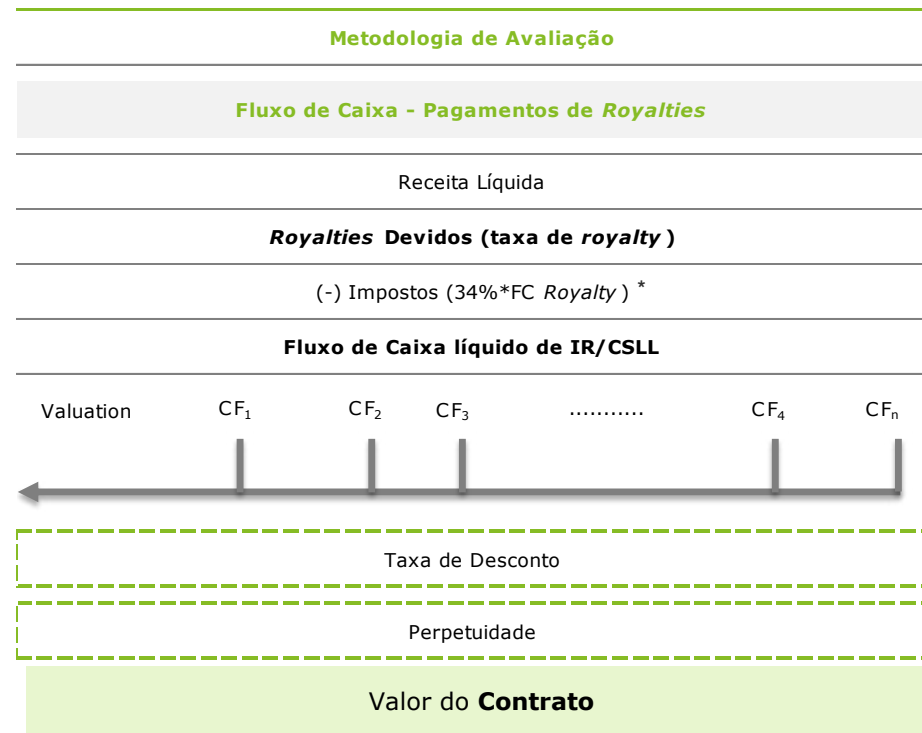 Metodologia de Avaliação
Fluxo de Caixa - Pagamentos de Royalties
Receita Líquida
Royalties Devidos (taxa de royalty )
(-) Impostos (34%*FC Royalty ) *
Fluxo de Caixa líquido de IR/CSLL
Valuation CF₁ CF₂ CF₃ ........... CF₄ CFₙ
Taxa de Desconto
Perpetuidade
Valor do Contrato